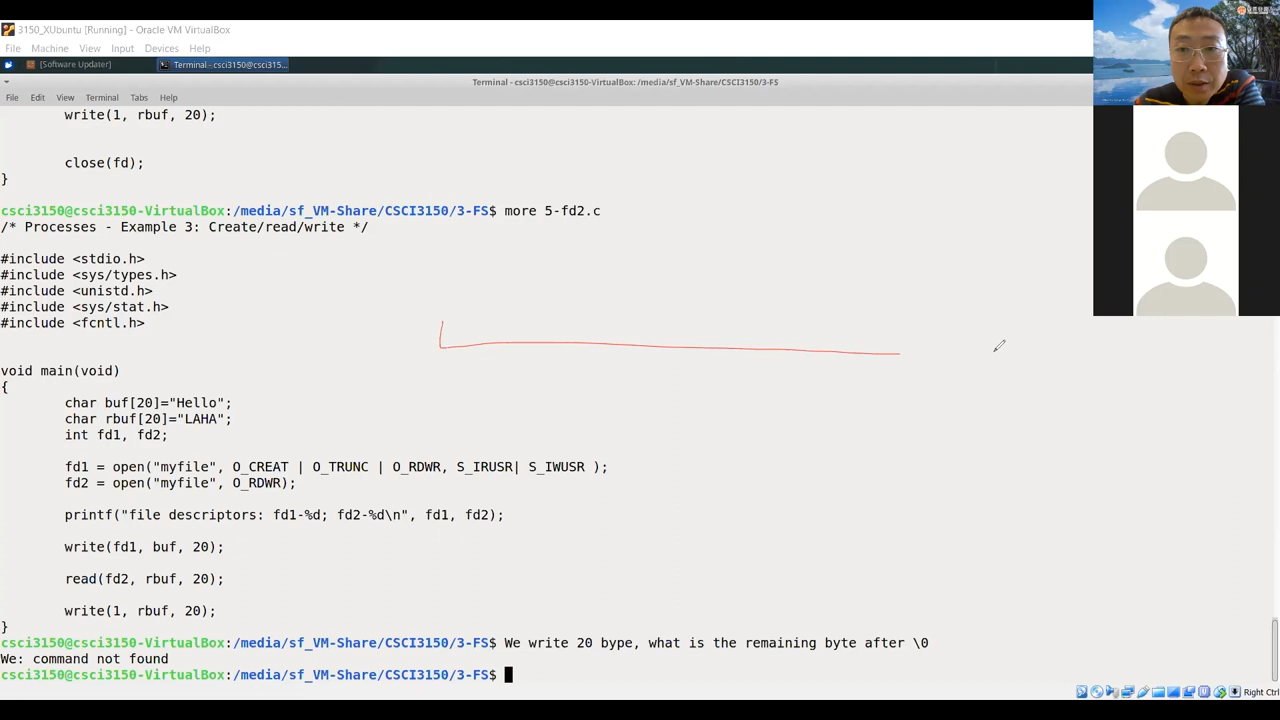 3150_XUbuntu [Running] - Oracle VM VirtualBox
File Machine View Input Devices Help
[Software Updater] Terminal - csci3150@csci315...
Terminal - csci3150@csci3150-VirtualBox: /media/sf_VM-Share/CSCI3150/3-FS
File Edit View Terminal Tabs Help
write(1, rbuf, 20);
close(fd);
}
csci3150@csci3150-VirtualBox:/media/sf_VM-Share/CSCI3150/3-FS$ more 5-fd2.c
/* Processes - Example 3: Create/read/write */
#include <stdio.h>
#include <sys/types.h>
#include <unistd.h>
#include <sys/stat.h>
#include <fcntl.h>
void main(void)
{
char buf[20]="Hello";
char rbuf[20]="LAHA";
int fd1, fd2;
fd1 = open("myfile", O_CREAT | O_TRUNC | O_RDWR, S_IRUSR| S_IWUSR );
fd2 = open("myfile", O_RDWR);
printf("file descriptors: fd1-%d; fd2-%d\n", fd1, fd2);
write(fd1, buf, 20);
read(fd2, rbuf, 20);
write(1, rbuf, 20);
}
csci3150@csci3150-VirtualBox:/media/sf_VM-Share/CSCI3150/3-FS$ We write 20 bype, what is the remaining byte after \0
We: command not found
csci3150@csci3150-VirtualBox:/media/sf_VM-Share/CSCI3150/3-FS$
Right Ctrl